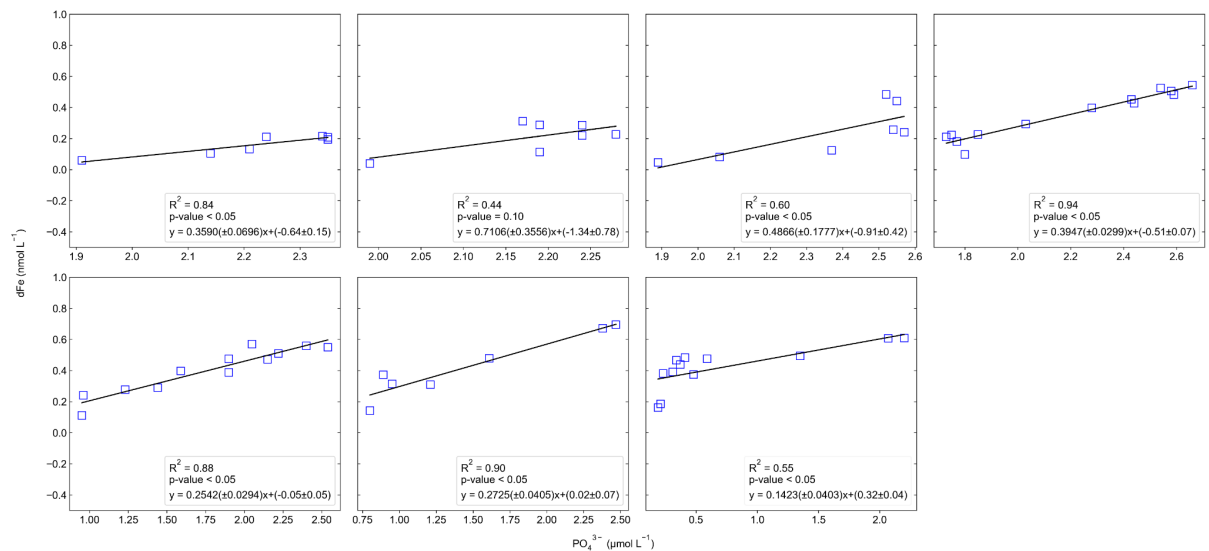 1.0
0.8
0.6
0.4
0.2
0.0
−0.2
−0.4
R² = 0.84
p-value < 0.05
y = 0.3590(±0.0696)x+(-0.64±0.15)
1.9 2.0 2.1 2.2 2.3
R² = 0.44
p-value = 0.10
y = 0.7106(±0.3556)x+(-1.34±0.78)
2.00 2.05 2.10 2.15 2.20 2.25
R² = 0.60
p-value < 0.05
y = 0.4866(±0.1777)x+(-0.91±0.42)
1.9 2.0 2.1 2.2 2.3 2.4 2.5 2.6
R² = 0.94
p-value < 0.05
y = 0.3947(±0.0299)x+(-0.51±0.07)
1.8 2.0 2.2 2.4 2.6
dFe (nmol L⁻¹)
1.0
0.8
0.6
0.4
0.2
0.0
−0.2
−0.4
R² = 0.88
p-value < 0.05
y = 0.2542(±0.0294)x+(-0.05±0.05)
1.00 1.25 1.50 1.75 2.00 2.25 2.50
R² = 0.90
p-value < 0.05
y = 0.2725(±0.0405)x+(0.02±0.07)
0.75 1.00 1.25 1.50 1.75 2.00 2.25 2.50
R² = 0.55
p-value < 0.05
y = 0.1423(±0.0403)x+(0.32±0.04)
0.5 1.0 1.5 2.0
PO₄³⁻ (μmol L⁻¹)